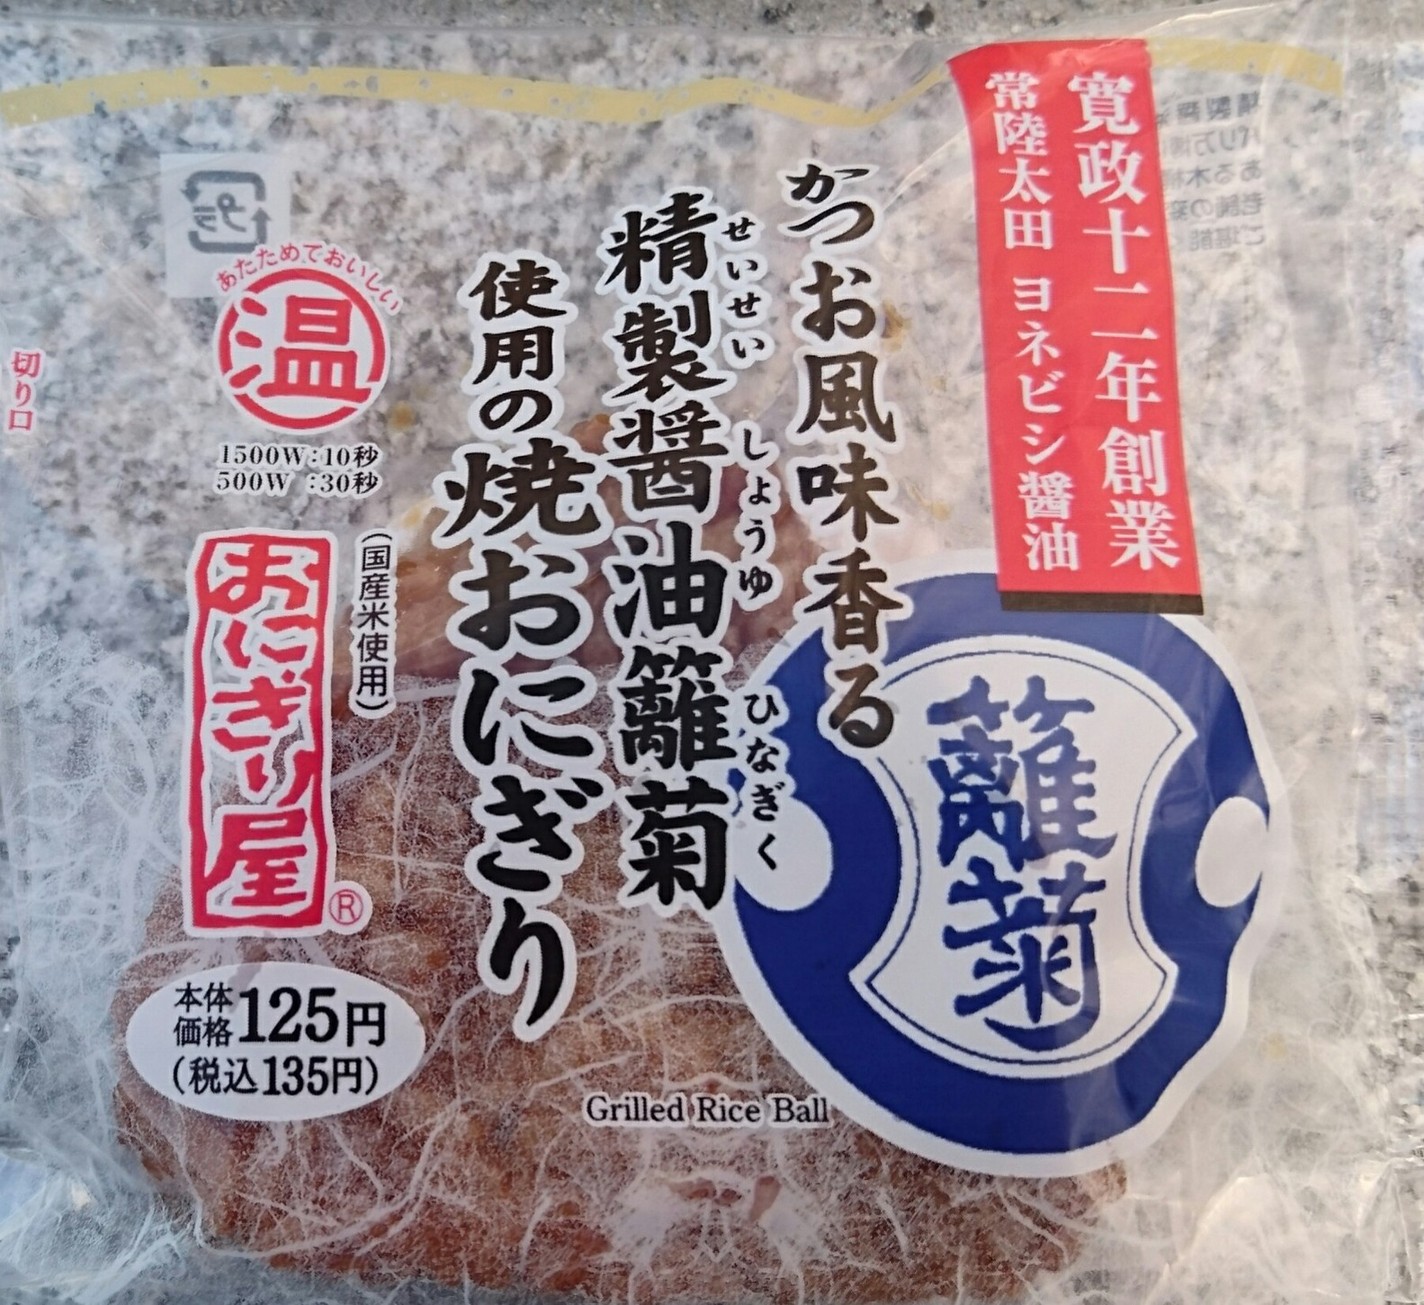 寛政十二年創業
常陸太田 ヨネビシ醤油
かつお風味香る
せいせい しょうゆ ひなぎく
精製醤油籬菊
使用の焼おにぎり
籬菊
プラ
あたためておいしい
温
1500W:10秒
500W :30秒
切り口
(国産米使用)
おにぎり屋®
本体価格125円
(税込135円)
Grilled Rice Ball